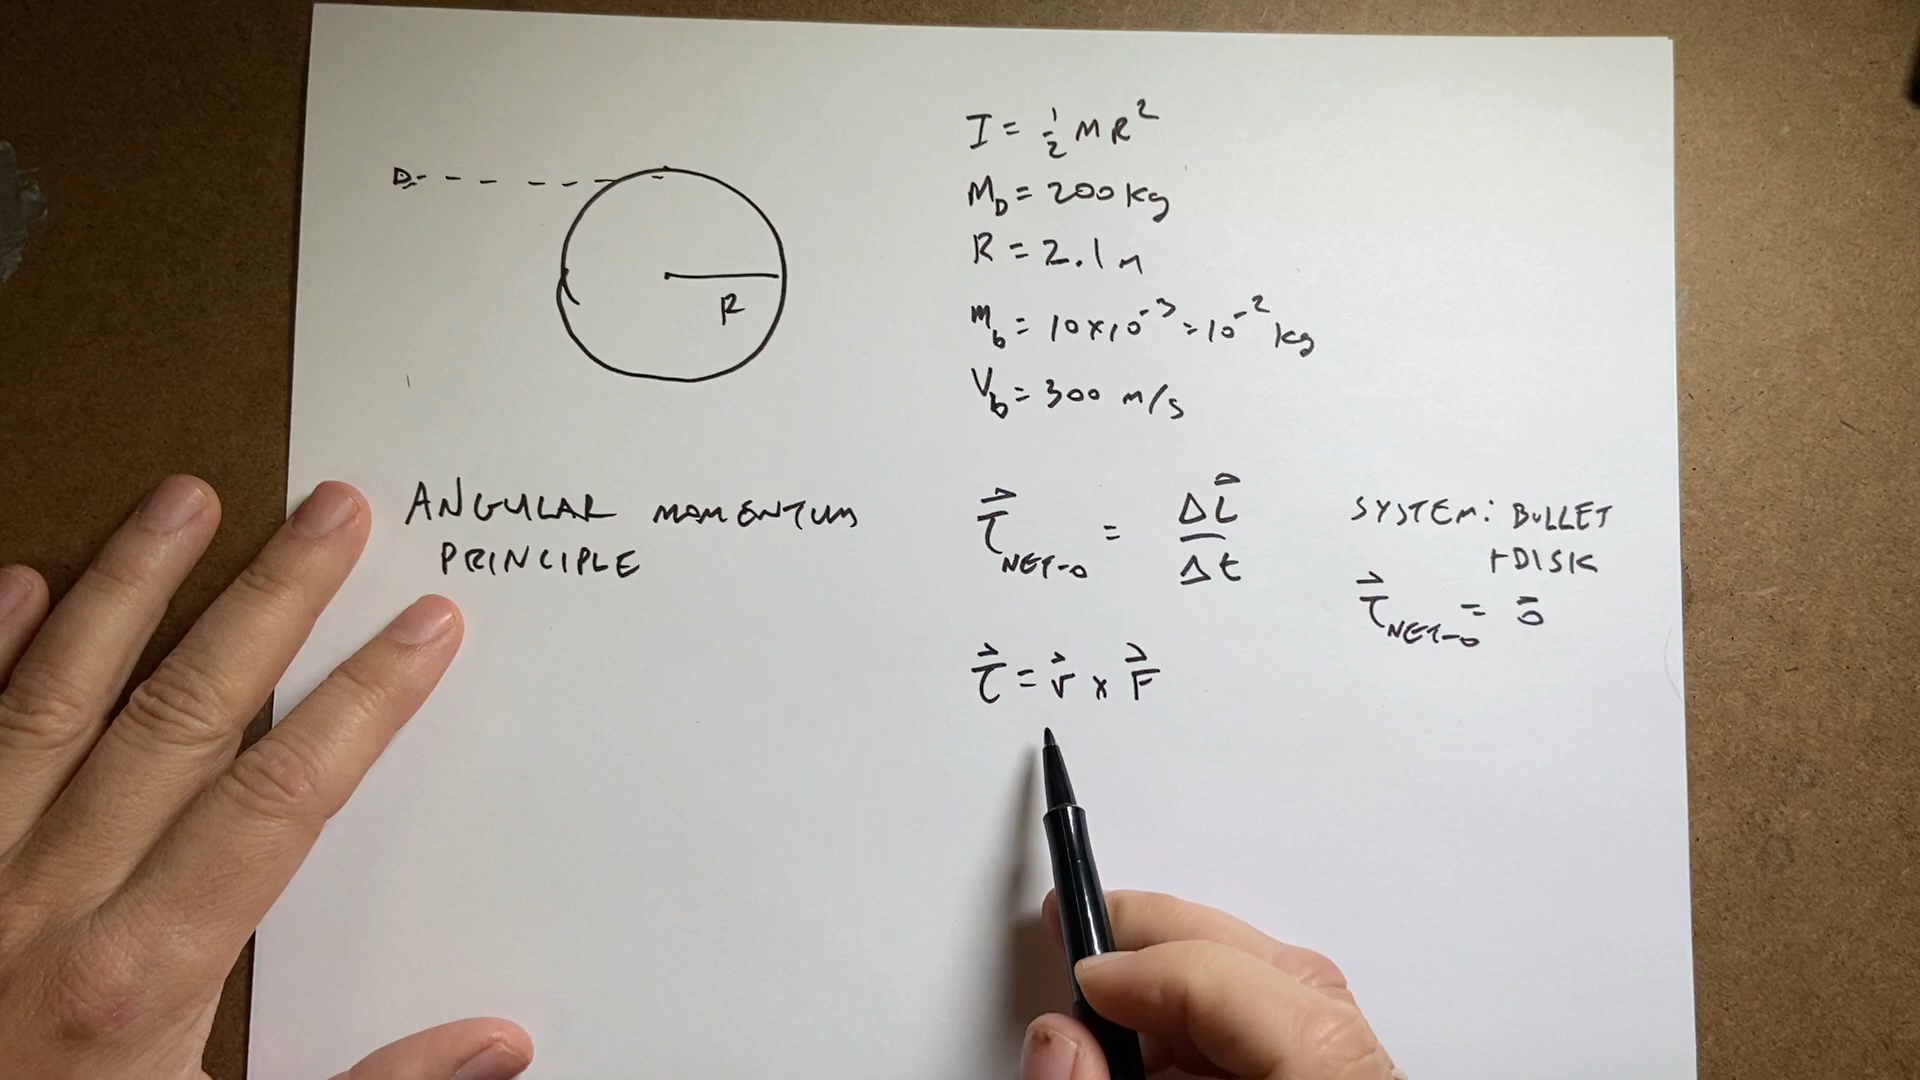 I = 1/2 M R²
M_D = 200 kg
R = 2.1 m
m_b = 10 x 10⁻³ = 10⁻² kg
V_b = 300 m/s
R
ANGULAR MOMENTUM
PRINCIPLE
τ⃗_NET-O = ΔL⃗/Δt
SYSTEM: BULLET
+DISK
τ⃗_NET-O = 0⃗
τ⃗ = r⃗ x F⃗